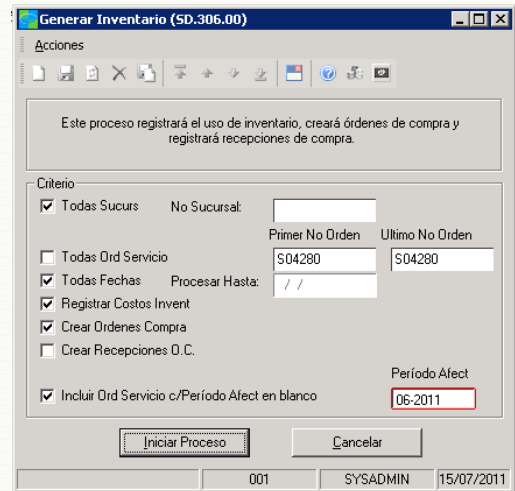 Generar Inventario (SD.306.00)
Acciones
Este proceso registrará el uso de inventario, creará órdenes de compra y
registrará recepciones de compra.
Criterio
Todas Sucurs No Sucursal:
Primer No Orden Ultimo No Orden
Todas Ord Servicio S04280 S04280
Todas Fechas Procesar Hasta: / /
Registrar Costos Invent
Crear Ordenes Compra
Crear Recepciones O.C.
Período Afect
Incluir Ord Servicio c/Período Afect en blanco 06-2011
Iniciar Proceso Cancelar
001 SYSADMIN 15/07/2011